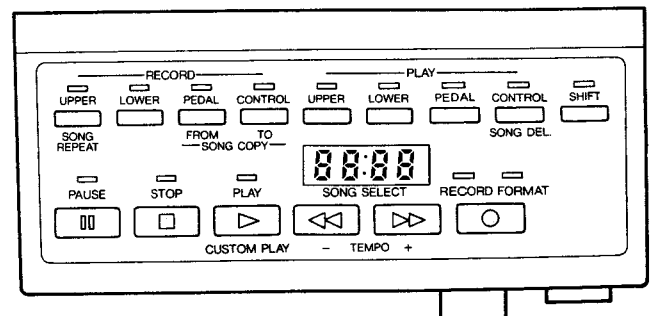 RECORD PLAY
UPPER LOWER PEDAL CONTROL UPPER LOWER PEDAL CONTROL SHIFT
SONG REPEAT FROM TO SONG DEL.
SONG COPY
88:88
PAUSE STOP PLAY SONG SELECT RECORD FORMAT
CUSTOM PLAY – TEMPO +